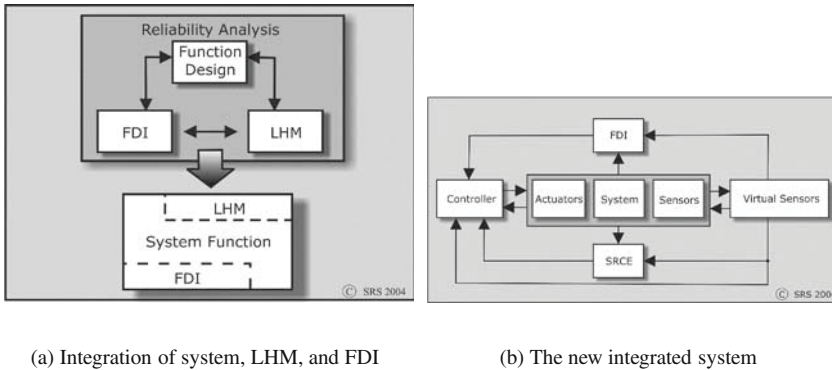 Reliability Analysis
Function
Design
FDI
LHM
LHM
System Function
FDI
© SRS 2004
FDI
Controller
Actuators
System
Sensors
Virtual Sensors
SRCE
© SRS
(a) Integration of system, LHM, and FDI
(b) The new integrated system